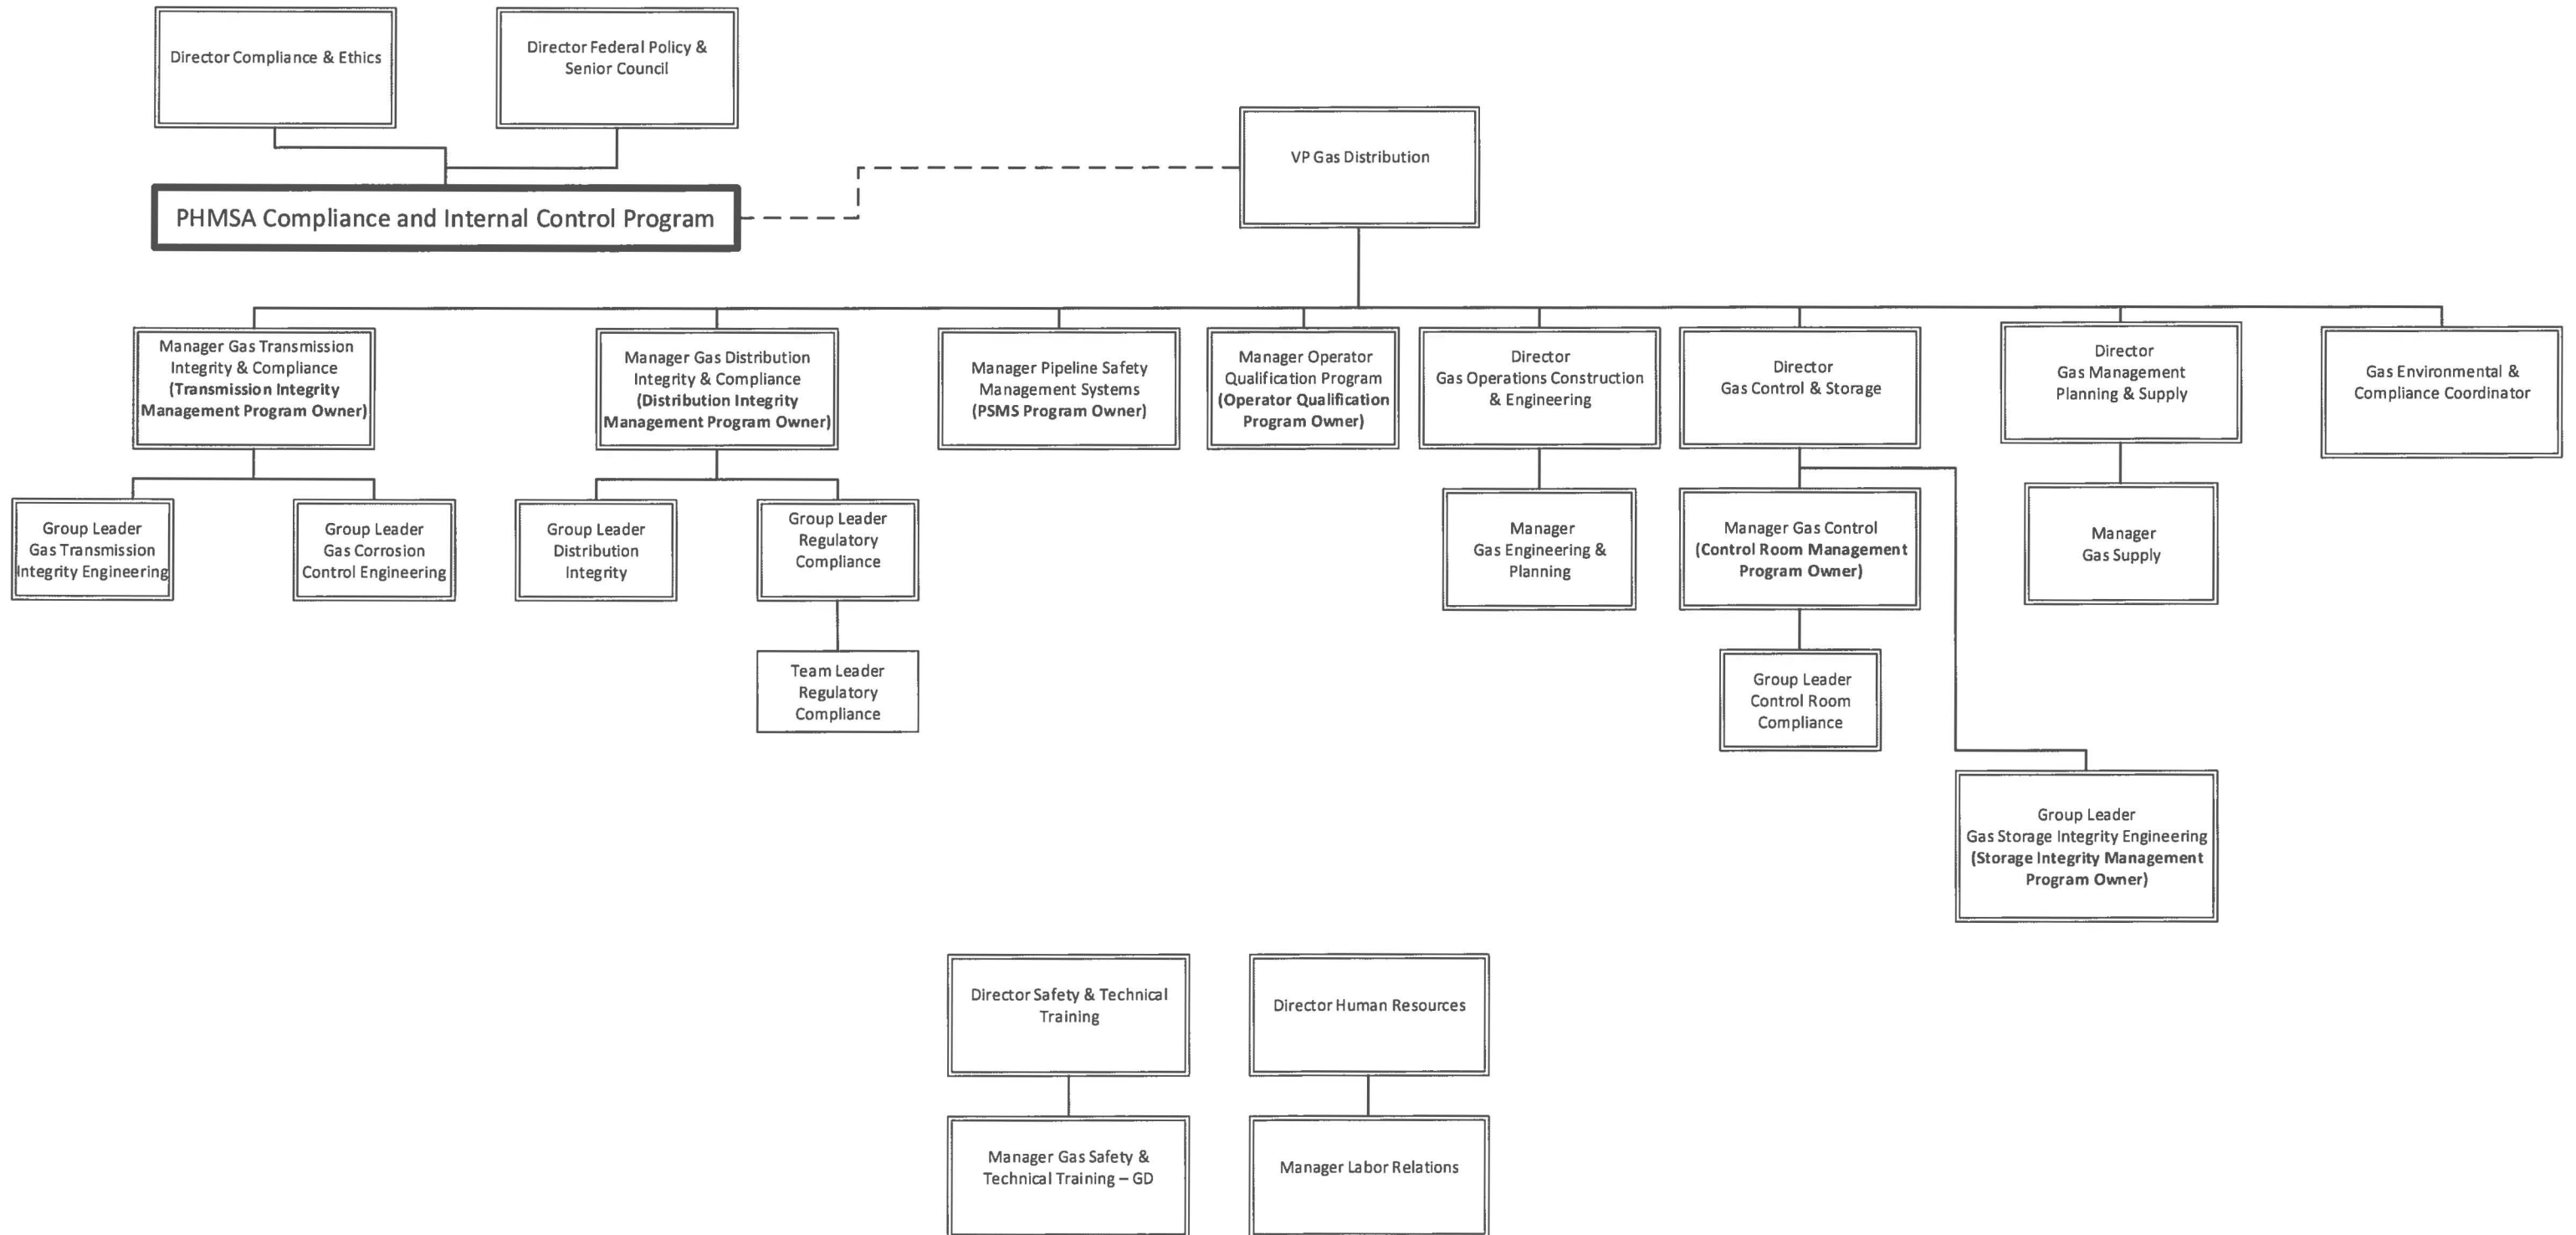 Director Compliance & Ethics
Director Federal Policy &
Senior Council
VP Gas Distribution
PHMSA Compliance and Internal Control Program
Manager Gas Transmission
Integrity & Compliance
(Transmission Integrity
Management Program Owner)
Manager Gas Distribution
Integrity & Compliance
(Distribution Integrity
Management Program Owner)
Manager Pipeline Safety
Management Systems
(PSMS Program Owner)
Manager Operator
Qualification Program
(Operator Qualification
Program Owner)
Director
Gas Operations Construction
& Engineering
Director
Gas Control & Storage
Director
Gas Management
Planning & Supply
Gas Environmental &
Compliance Coordinator
Group Leader
Gas Transmission
Integrity Engineering
Group Leader
Gas Corrosion
Control Engineering
Group Leader
Distribution
Integrity
Group Leader
Regulatory
Compliance
Manager
Gas Engineering &
Planning
Manager Gas Control
(Control Room Management
Program Owner)
Manager
Gas Supply
Team Leader
Regulatory
Compliance
Group Leader
Control Room
Compliance
Group Leader
Gas Storage Integrity Engineering
(Storage Integrity Management
Program Owner)
Director Safety & Technical
Training
Director Human Resources
Manager Gas Safety &
Technical Training – GD
Manager Labor Relations